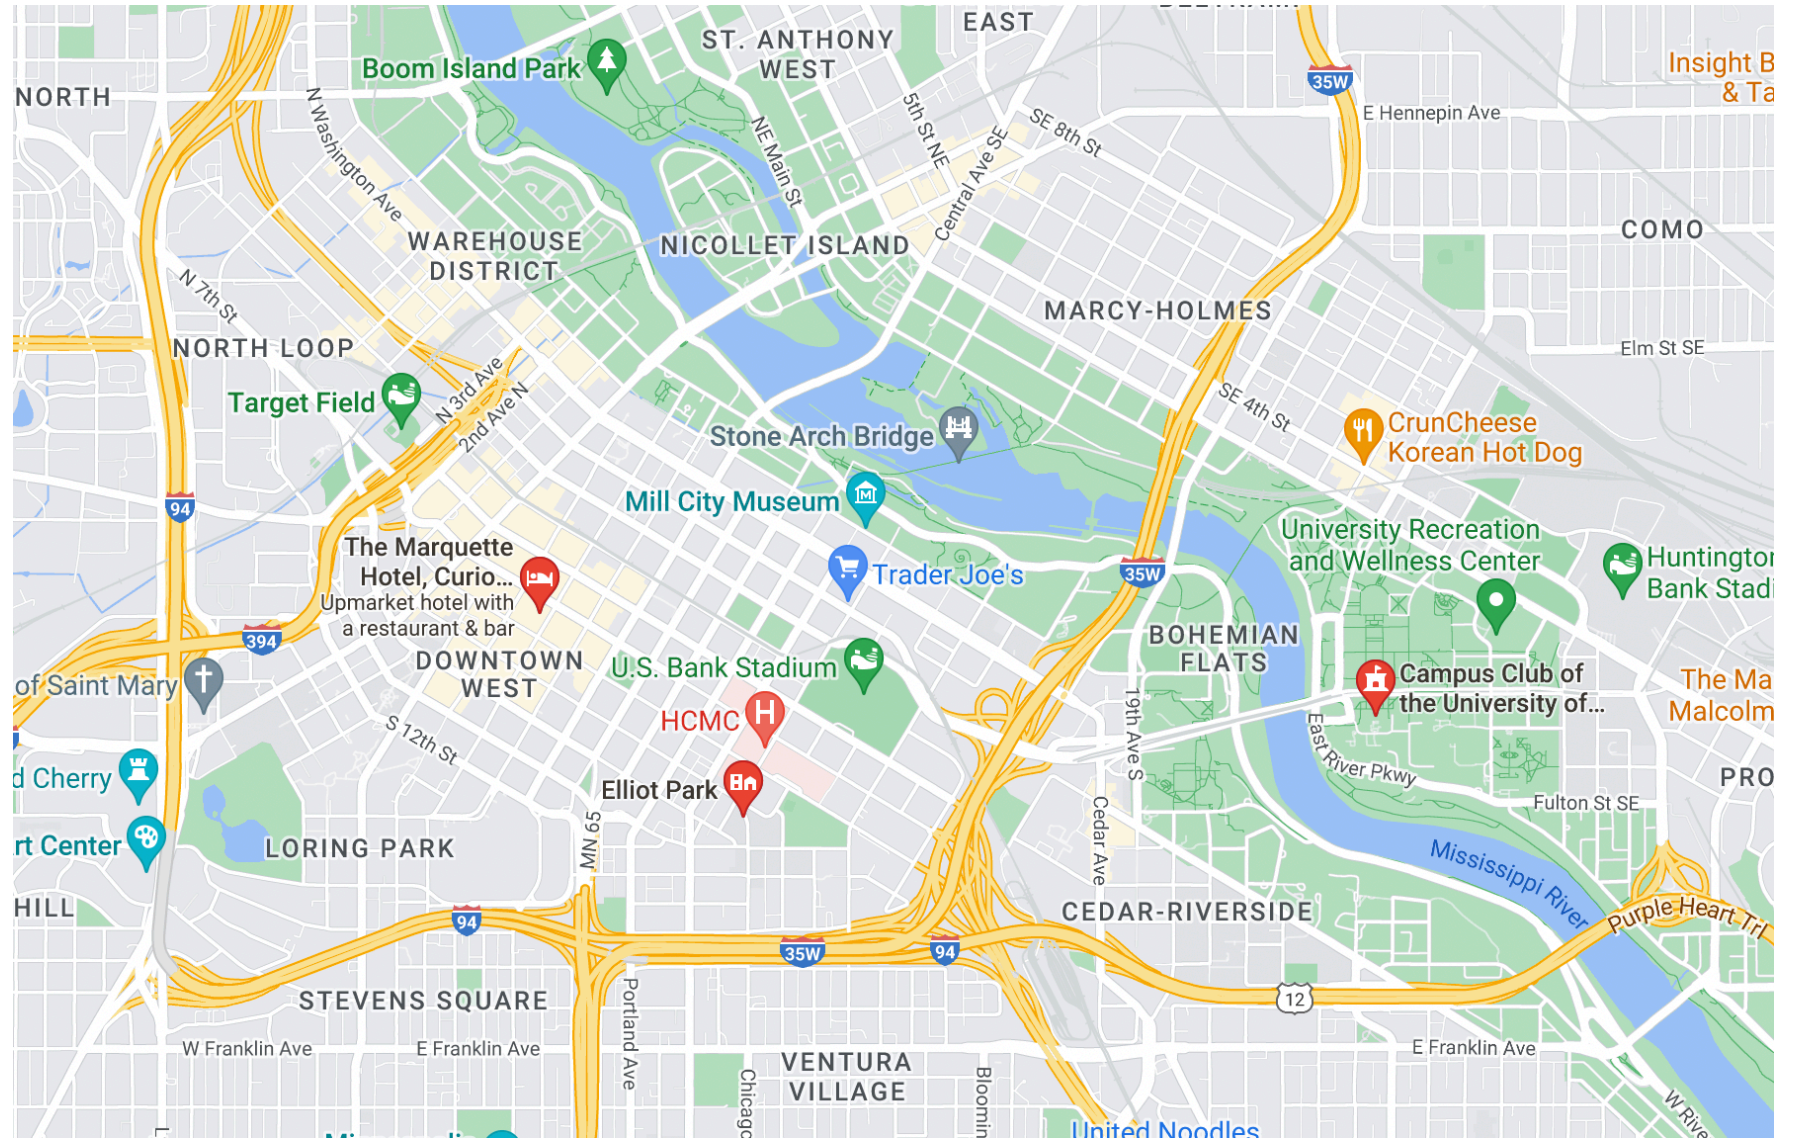 BELTRAMI
EAST
ST. ANTHONY
WEST
Boom Island Park
Insight B
& Ta
35W
NORTH
E Hennepin Ave
N Washington Ave
5th St NE
SE 8th St
NE Main St
Central Ave SE
COMO
WAREHOUSE
DISTRICT
NICOLLET ISLAND
N 7th St
MARCY-HOLMES
NORTH LOOP
Elm St SE
Target Field
N 3rd Ave
2nd Ave N
SE 4th St
CrunCheese
Korean Hot Dog
Stone Arch Bridge
94
Mill City Museum
University Recreation
and Wellness Center
The Marquette
Hotel, Curio...
Upmarket hotel with
a restaurant & bar
Trader Joe's
35W
Huntington
Bank Stadi
394
BOHEMIAN
FLATS
DOWNTOWN
WEST
U.S. Bank Stadium
of Saint Mary
Campus Club of
the University of...
The Ma
Malcolm
HCMC
H
19th Ave S
S 12th St
East River Pkwy
d Cherry
Elliot Park
PRO
Fulton St SE
MN 65
Cedar Ave
rt Center
LORING PARK
Mississippi River
HILL
94
CEDAR-RIVERSIDE
Purple Heart Trl
35W
94
STEVENS SQUARE
12
Portland Ave
W Franklin Ave
E Franklin Ave
E Franklin Ave
VENTURA
VILLAGE
Chicago
Bloomin
W Rive
United Noodles